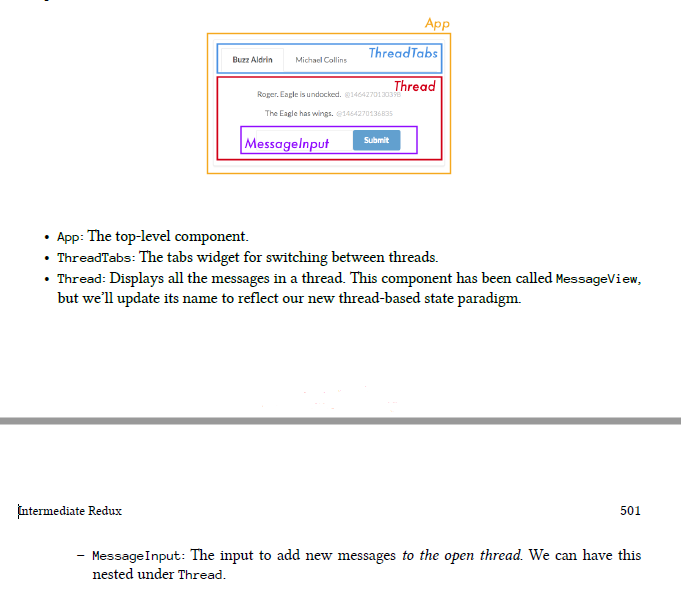 App
ThreadTabs
Buzz Aldrin Michael Collins
Thread
Roger. Eagle is undocked. @1464270130398
The Eagle has wings. @1464270136805
MessageInput Submit
• App: The top-level component.
• ThreadTabs: The tabs widget for switching between threads.
• Thread: Displays all the messages in a thread. This component has been called MessageView,
but we’ll update its name to reflect our new thread-based state paradigm.
Intermediate Redux 501
– MessageInput: The input to add new messages to the open thread. We can have this
nested under Thread.